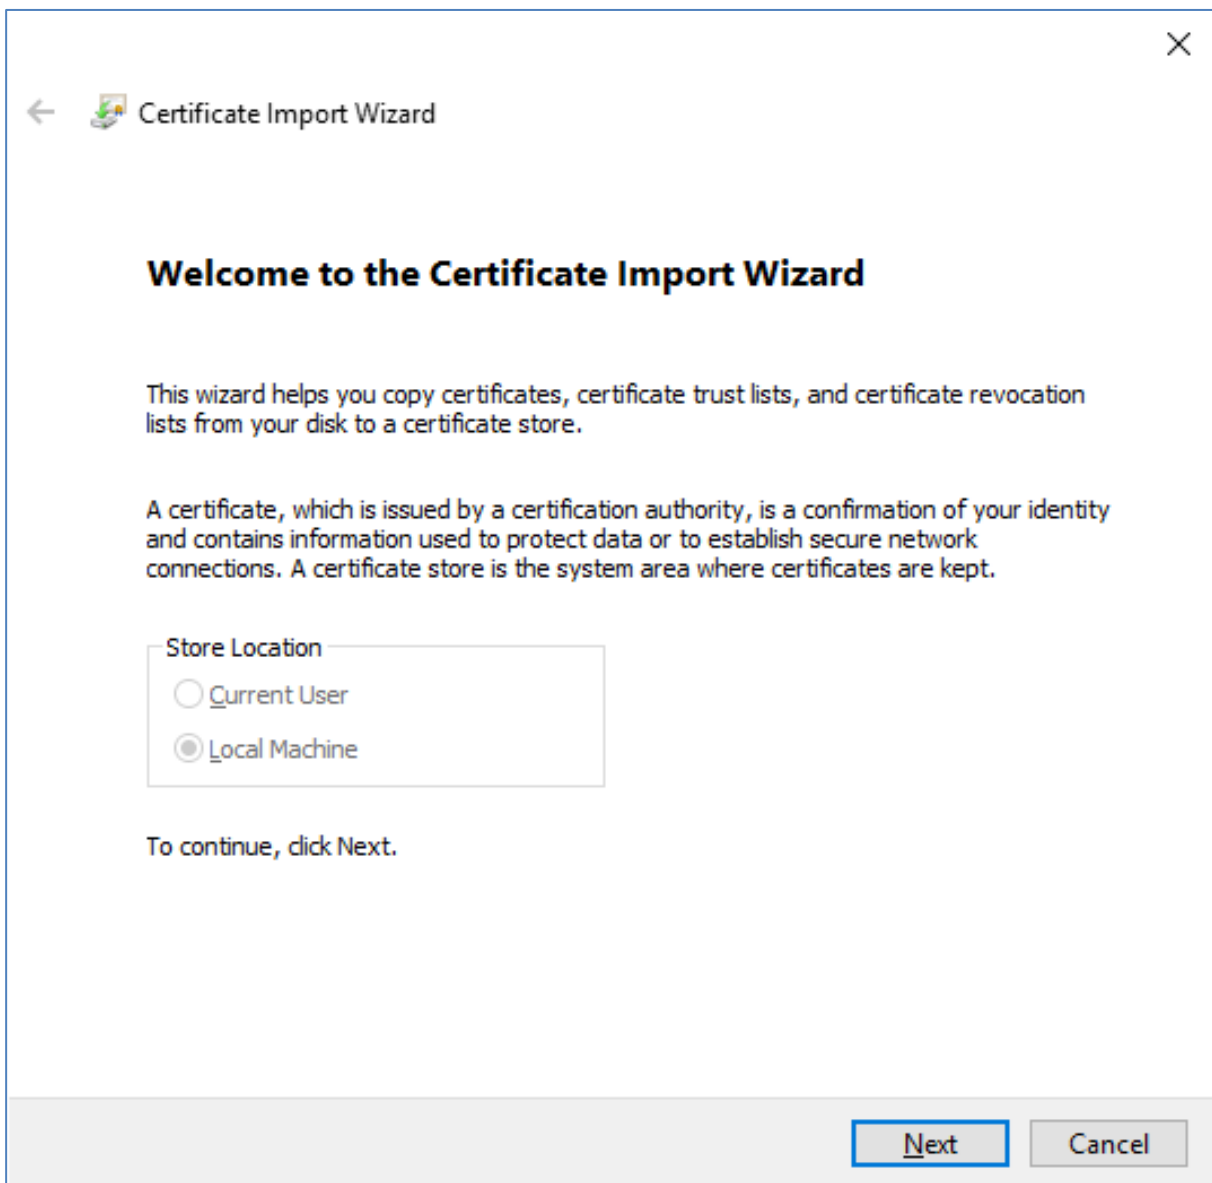 Certificate Import Wizard
Welcome to the Certificate Import Wizard
This wizard helps you copy certificates, certificate trust lists, and certificate revocation
lists from your disk to a certificate store.
A certificate, which is issued by a certification authority, is a confirmation of your identity
and contains information used to protect data or to establish secure network
connections. A certificate store is the system area where certificates are kept.
Store Location
Current User
Local Machine
To continue, click Next.
Next
Cancel